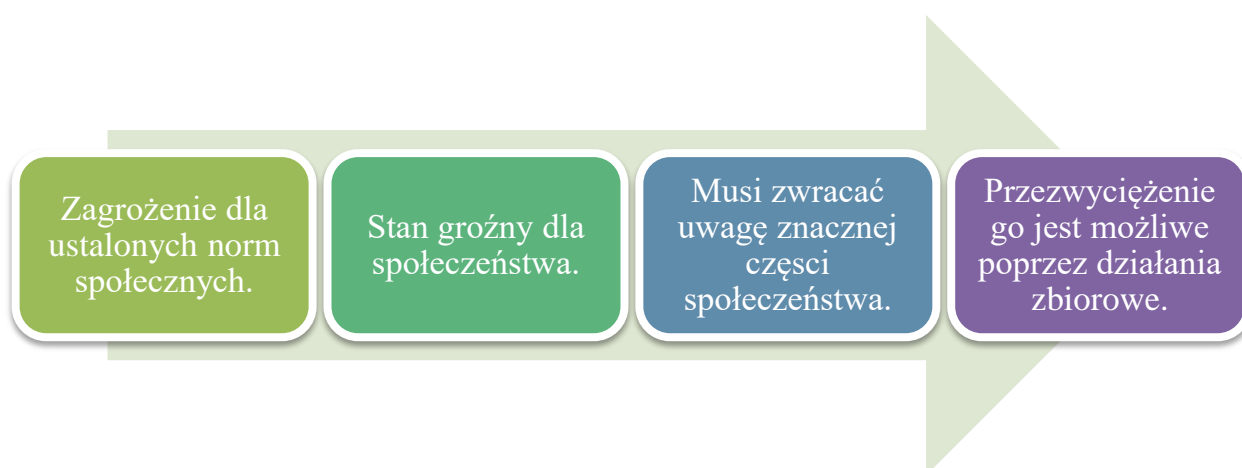 Zagrożenie dla
ustalonych norm
społecznych.
Stan groźny dla
społeczeństwa.
Musi zwracać
uwagę znacznej
częsci
społeczeństwa.
Przezwyciężenie
go jest możliwe
poprzez działania
zbiorowe.